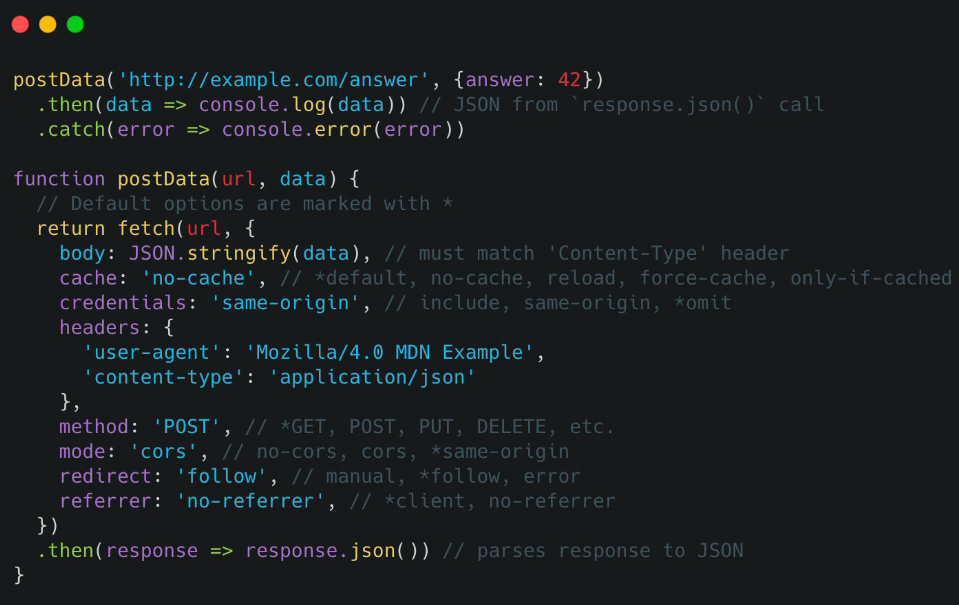 postData('http://example.com/answer', {answer: 42})
  .then(data => console.log(data)) // JSON from `response.json()` call
  .catch(error => console.error(error))

function postData(url, data) {
  // Default options are marked with *
  return fetch(url, {
    body: JSON.stringify(data), // must match 'Content-Type' header
    cache: 'no-cache', // *default, no-cache, reload, force-cache, only-if-cached
    credentials: 'same-origin', // include, same-origin, *omit
    headers: {
      'user-agent': 'Mozilla/4.0 MDN Example',
      'content-type': 'application/json'
    },
    method: 'POST', // *GET, POST, PUT, DELETE, etc.
    mode: 'cors', // no-cors, cors, *same-origin
    redirect: 'follow', // manual, *follow, error
    referrer: 'no-referrer', // *client, no-referrer
  })
  .then(response => response.json()) // parses response to JSON
}